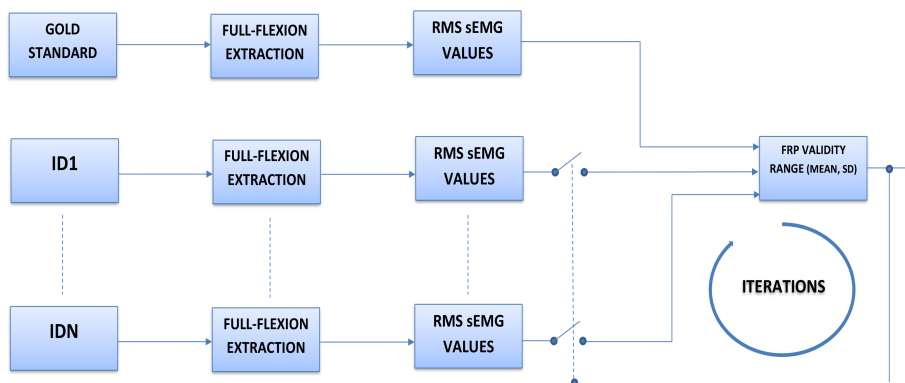 GOLD
STANDARD
FULL-FLEXION
EXTRACTION
RMS sEMG
VALUES
ID1
FULL-FLEXION
EXTRACTION
RMS sEMG
VALUES
FRP VALIDITY
RANGE (MEAN, SD)
ITERATIONS
IDN
FULL-FLEXION
EXTRACTION
RMS sEMG
VALUES